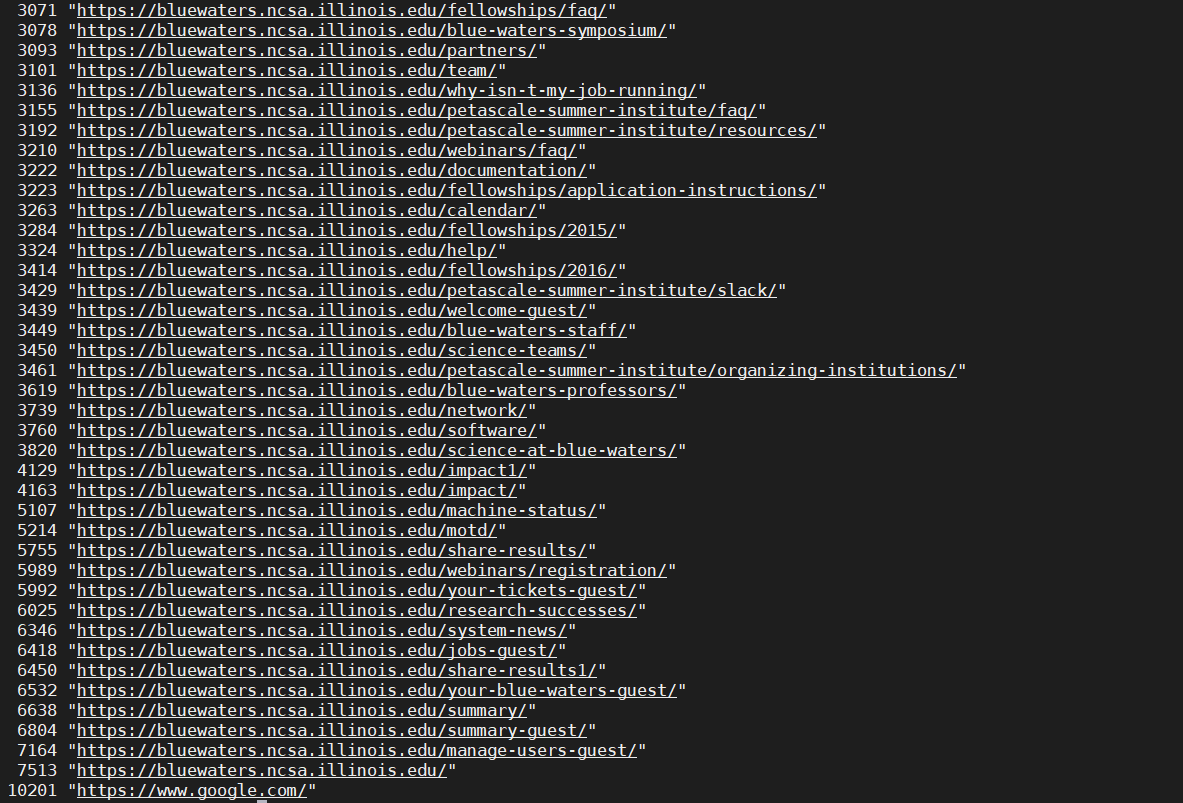 3071 "https://bluewaters.ncsa.illinois.edu/fellowships/faq/"
3078 "https://bluewaters.ncsa.illinois.edu/blue-waters-symposium/"
3093 "https://bluewaters.ncsa.illinois.edu/partners/"
3101 "https://bluewaters.ncsa.illinois.edu/team/"
3136 "https://bluewaters.ncsa.illinois.edu/why-isn-t-my-job-running/"
3155 "https://bluewaters.ncsa.illinois.edu/petascale-summer-institute/faq/"
3192 "https://bluewaters.ncsa.illinois.edu/petascale-summer-institute/resources/"
3210 "https://bluewaters.ncsa.illinois.edu/webinars/faq/"
3222 "https://bluewaters.ncsa.illinois.edu/documentation/"
3223 "https://bluewaters.ncsa.illinois.edu/fellowships/application-instructions/"
3263 "https://bluewaters.ncsa.illinois.edu/calendar/"
3284 "https://bluewaters.ncsa.illinois.edu/fellowships/2015/"
3324 "https://bluewaters.ncsa.illinois.edu/help/"
3414 "https://bluewaters.ncsa.illinois.edu/fellowships/2016/"
3429 "https://bluewaters.ncsa.illinois.edu/petascale-summer-institute/slack/"
3439 "https://bluewaters.ncsa.illinois.edu/welcome-guest/"
3449 "https://bluewaters.ncsa.illinois.edu/blue-waters-staff/"
3450 "https://bluewaters.ncsa.illinois.edu/science-teams/"
3461 "https://bluewaters.ncsa.illinois.edu/petascale-summer-institute/organizing-institutions/"
3619 "https://bluewaters.ncsa.illinois.edu/blue-waters-professors/"
3739 "https://bluewaters.ncsa.illinois.edu/network/"
3760 "https://bluewaters.ncsa.illinois.edu/software/"
3820 "https://bluewaters.ncsa.illinois.edu/science-at-blue-waters/"
4129 "https://bluewaters.ncsa.illinois.edu/impact1/"
4163 "https://bluewaters.ncsa.illinois.edu/impact/"
5107 "https://bluewaters.ncsa.illinois.edu/machine-status/"
5214 "https://bluewaters.ncsa.illinois.edu/motd/"
5755 "https://bluewaters.ncsa.illinois.edu/share-results/"
5989 "https://bluewaters.ncsa.illinois.edu/webinars/registration/"
5992 "https://bluewaters.ncsa.illinois.edu/your-tickets-guest/"
6025 "https://bluewaters.ncsa.illinois.edu/research-successes/"
6346 "https://bluewaters.ncsa.illinois.edu/system-news/"
6418 "https://bluewaters.ncsa.illinois.edu/jobs-guest/"
6450 "https://bluewaters.ncsa.illinois.edu/share-results1/"
6532 "https://bluewaters.ncsa.illinois.edu/your-blue-waters-guest/"
6638 "https://bluewaters.ncsa.illinois.edu/summary/"
6804 "https://bluewaters.ncsa.illinois.edu/summary-guest/"
7164 "https://bluewaters.ncsa.illinois.edu/manage-users-guest/"
7513 "https://bluewaters.ncsa.illinois.edu/"
10201 "https://www.google.com/"